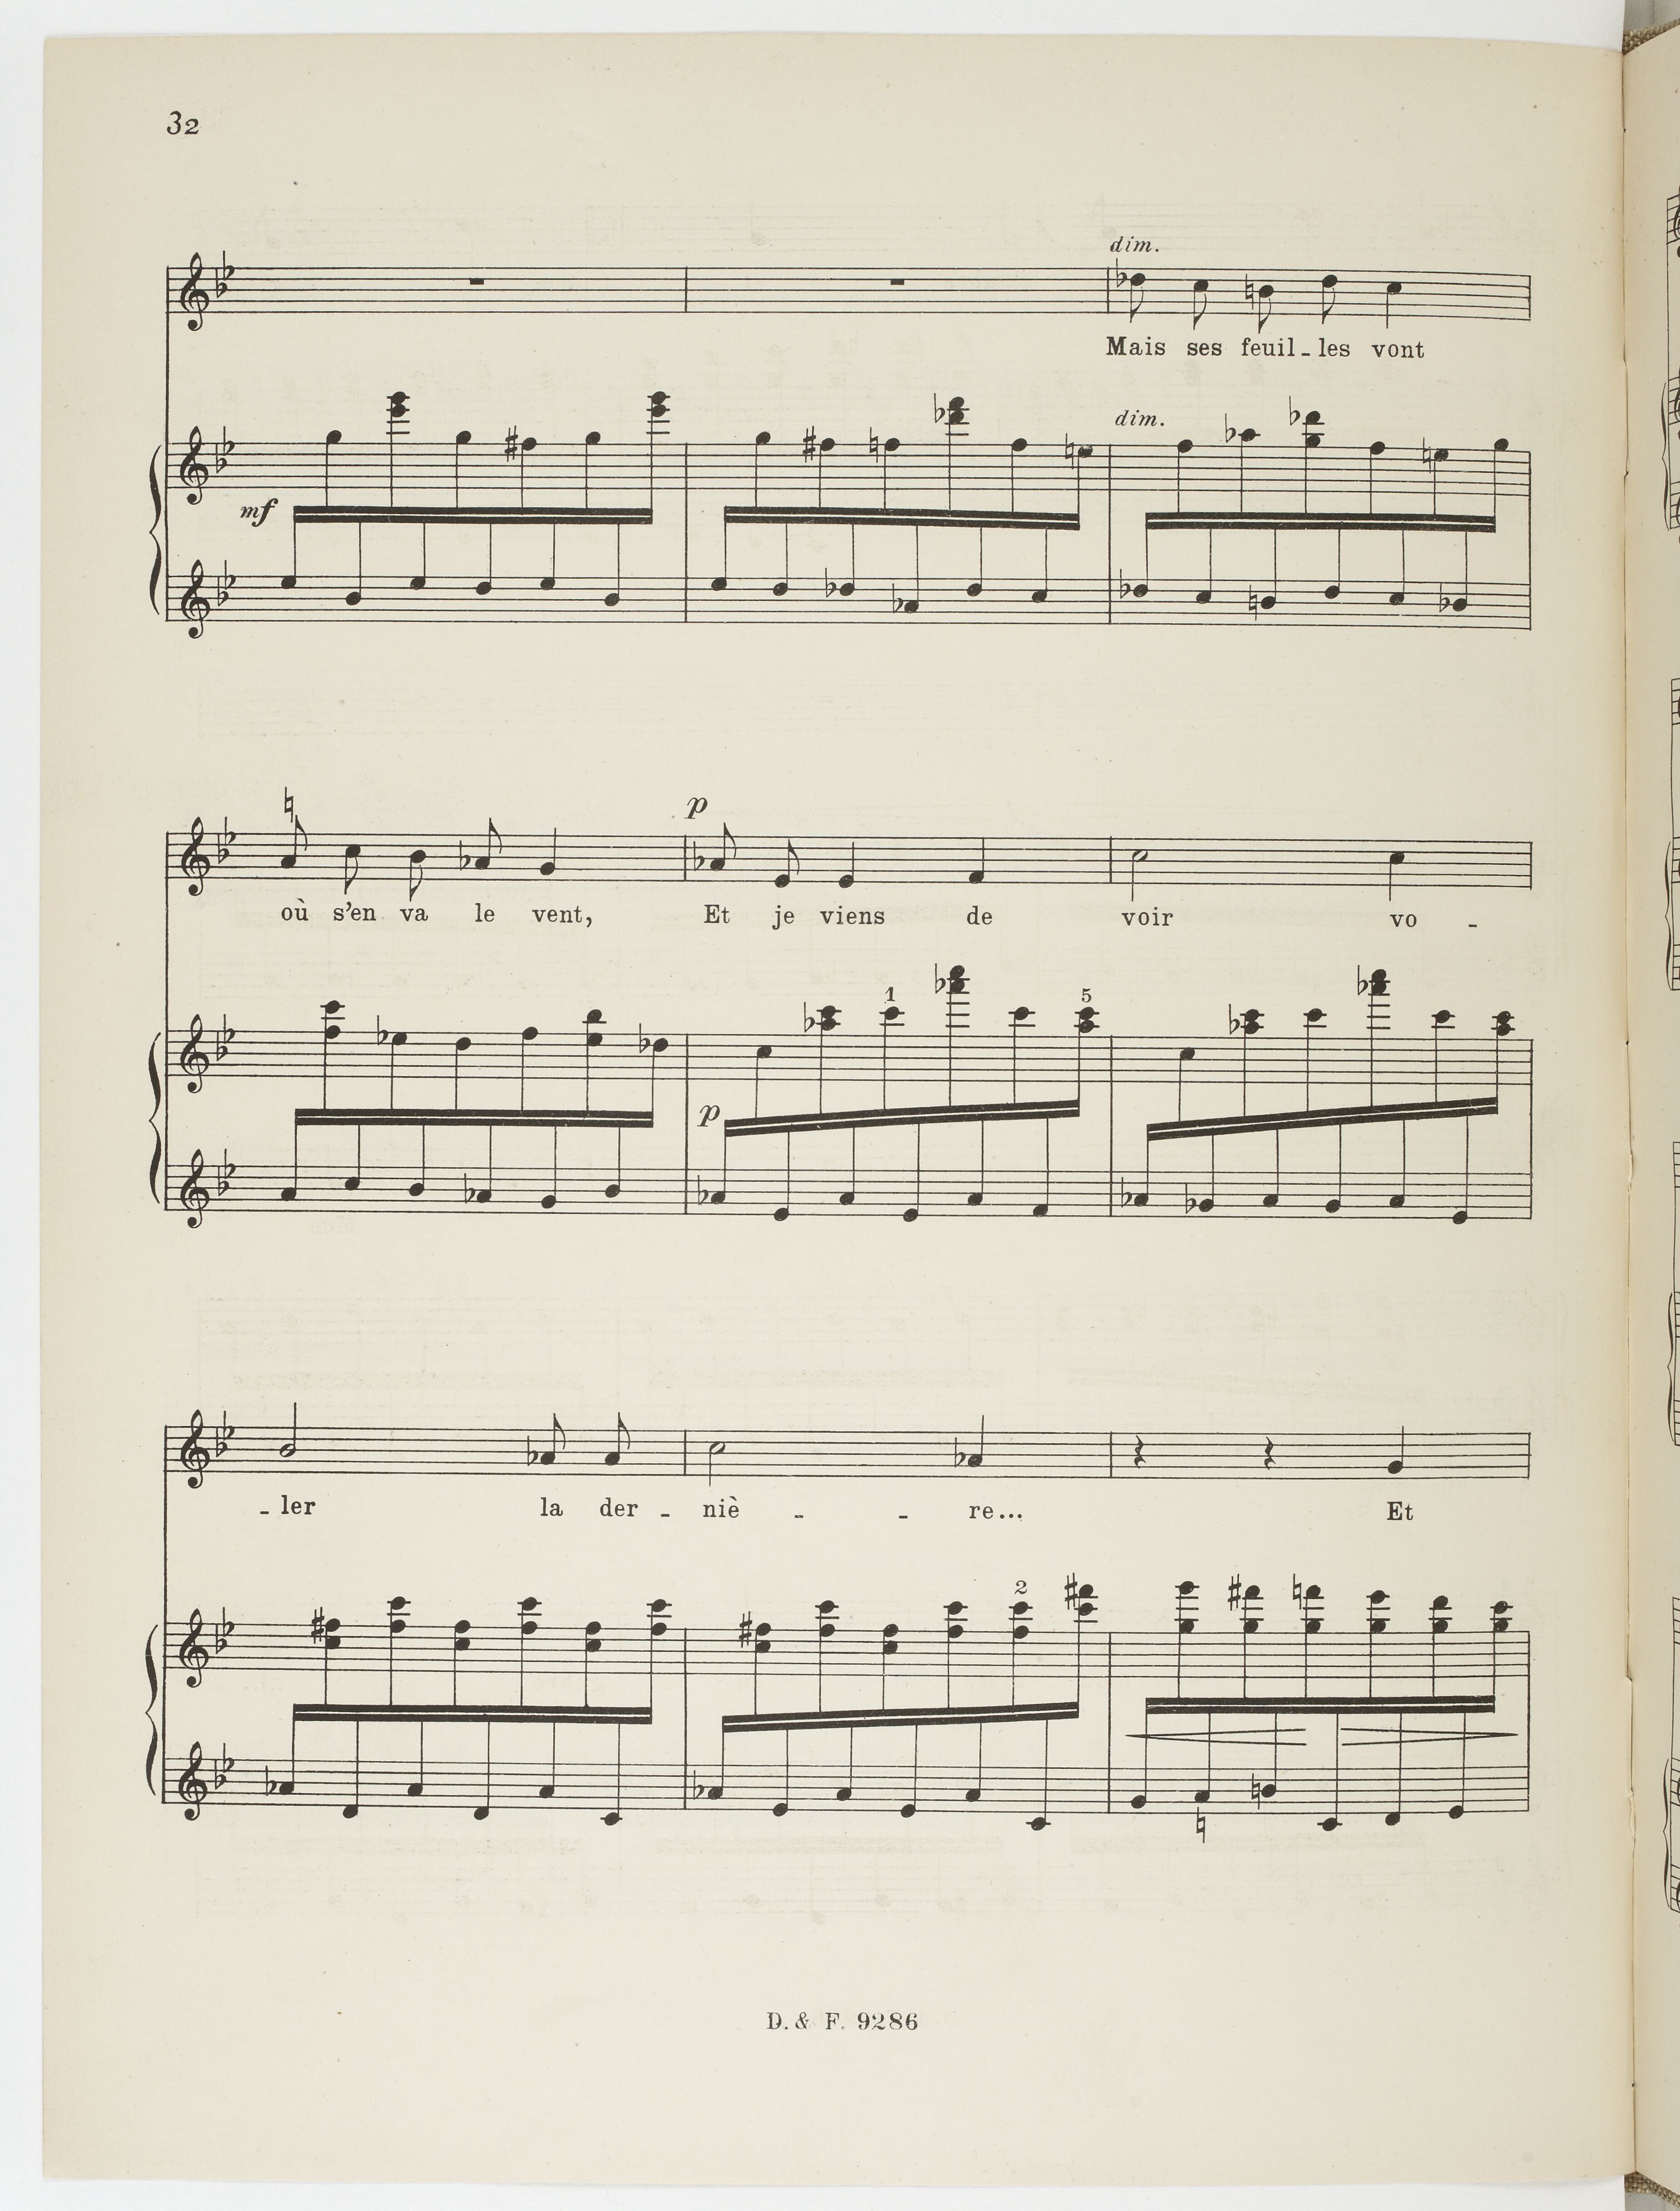 32
dim.
Mais ses feuil - les vont
dim.
mf
p
où s'en va le vent, Et je viens de voir vo -
1 5
p
- ler la der - niè - - re... Et
2
D. & F. 9286